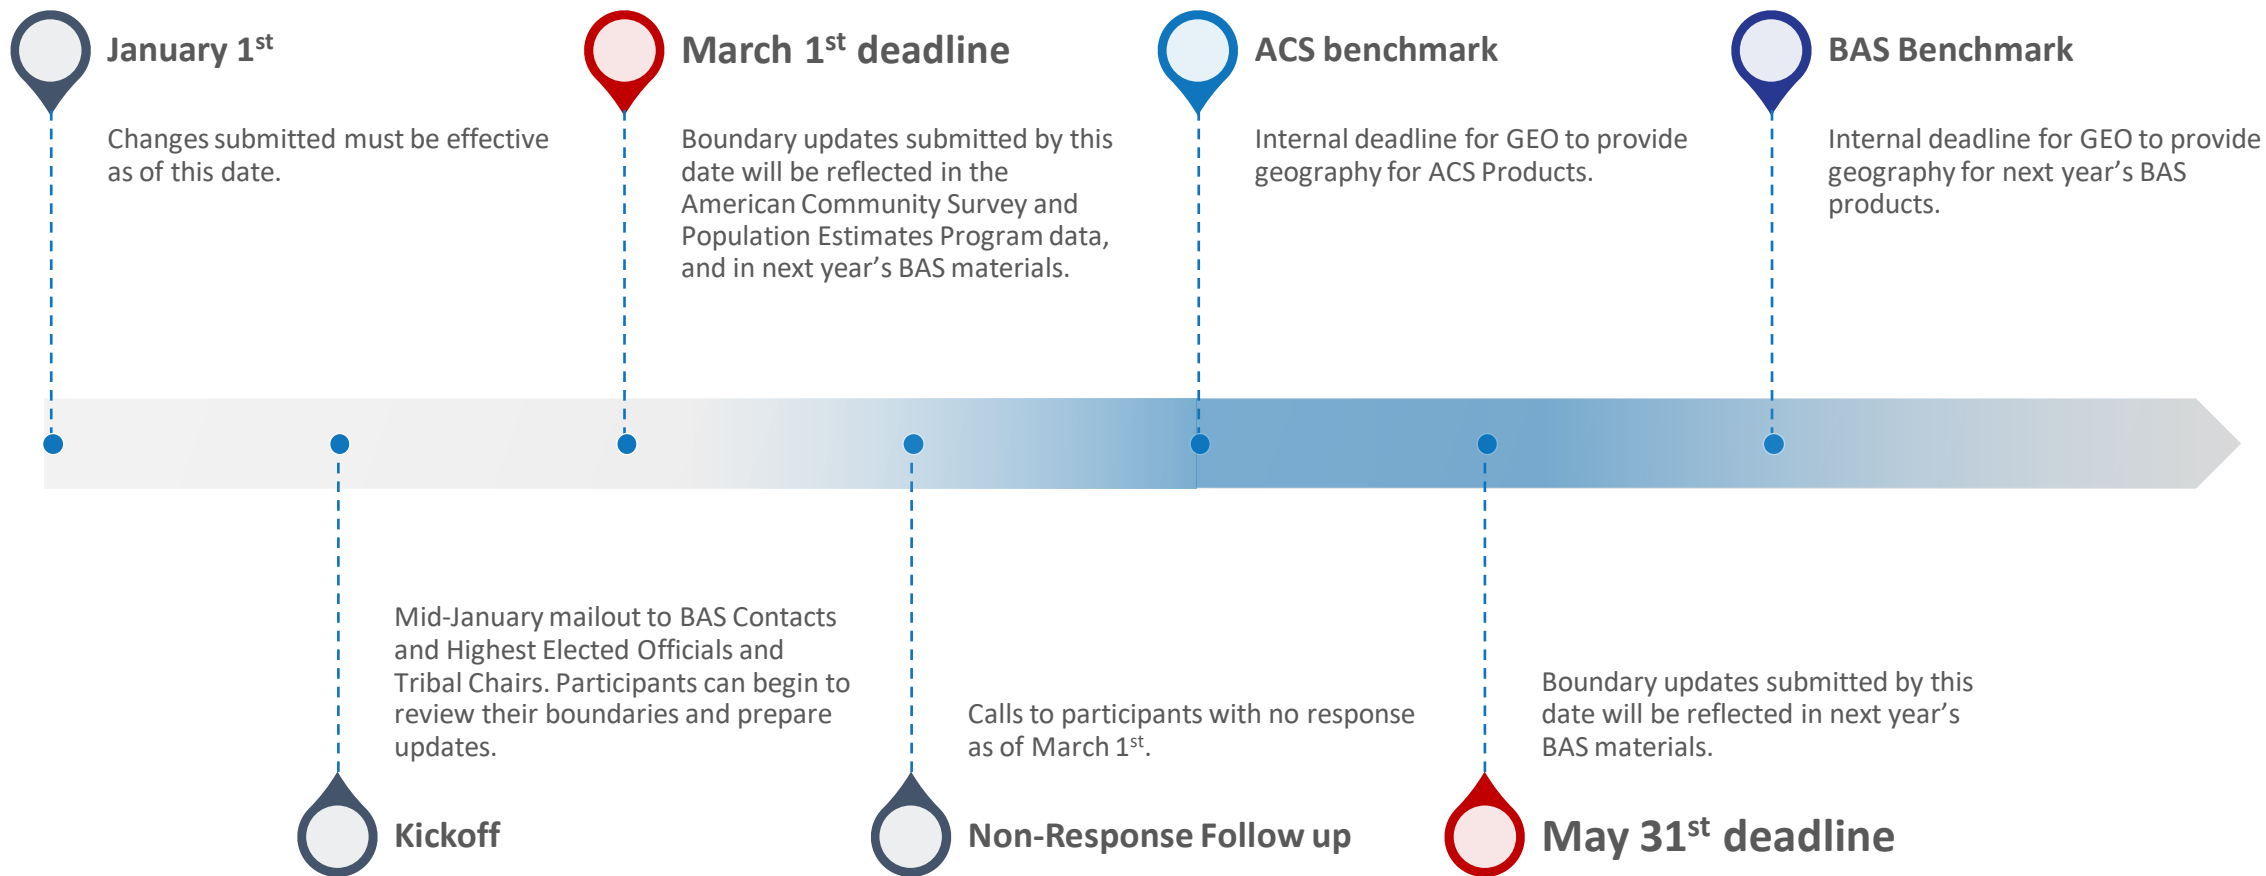 January 1st
Changes submitted must be effective
as of this date.
March 1st deadline
Boundary updates submitted by this
date will be reflected in the
American Community Survey and
Population Estimates Program data,
and in next year’s BAS materials.
ACS benchmark
Internal deadline for GEO to provide
geography for ACS Products.
BAS Benchmark
Internal deadline for GEO to provide
geography for next year’s BAS
products.
Mid-January mailout to BAS Contacts
and Highest Elected Officials and
Tribal Chairs. Participants can begin to
review their boundaries and prepare
updates.
Kickoff
Calls to participants with no response
as of March 1st.
Non-Response Follow up
Boundary updates submitted by this
date will be reflected in next year’s
BAS materials.
May 31st deadline